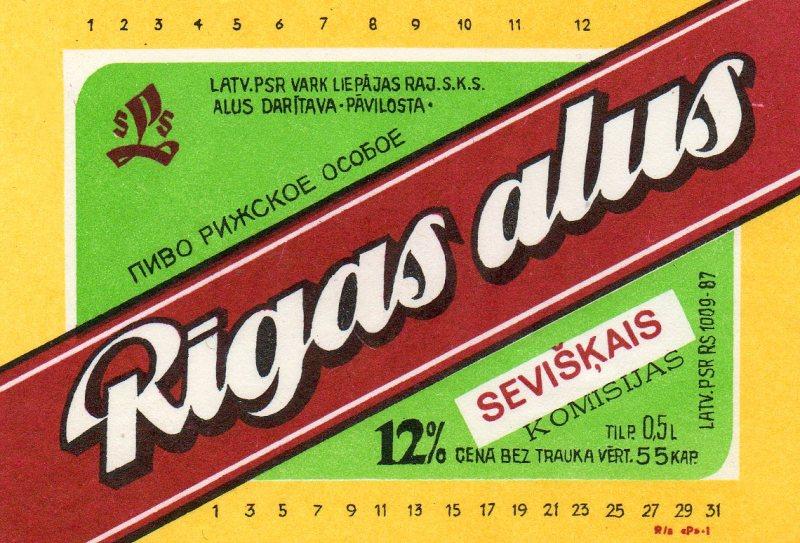 1 2 3 4 5 6 7 8 9 10 11 12
LATV.PSR VARK LIEPĀJAS RAJ.S.K.S.
ALUS DARĪTAVA·PĀVILOSTA·
SPS
ПИВО РИЖСКОЕ ОСОБОЕ
Rigas alus
SEVIŠĶAIS
KOMISIJAS
12%
TILP. 0,5L
CENA BEZ TRAUKA VĒRT. 55 KAP.
LATV.PSR RS 1009-87
1 3 5 7 9 11 13 15 17 19 21 23 25 27 29 31
R/a «P»-1